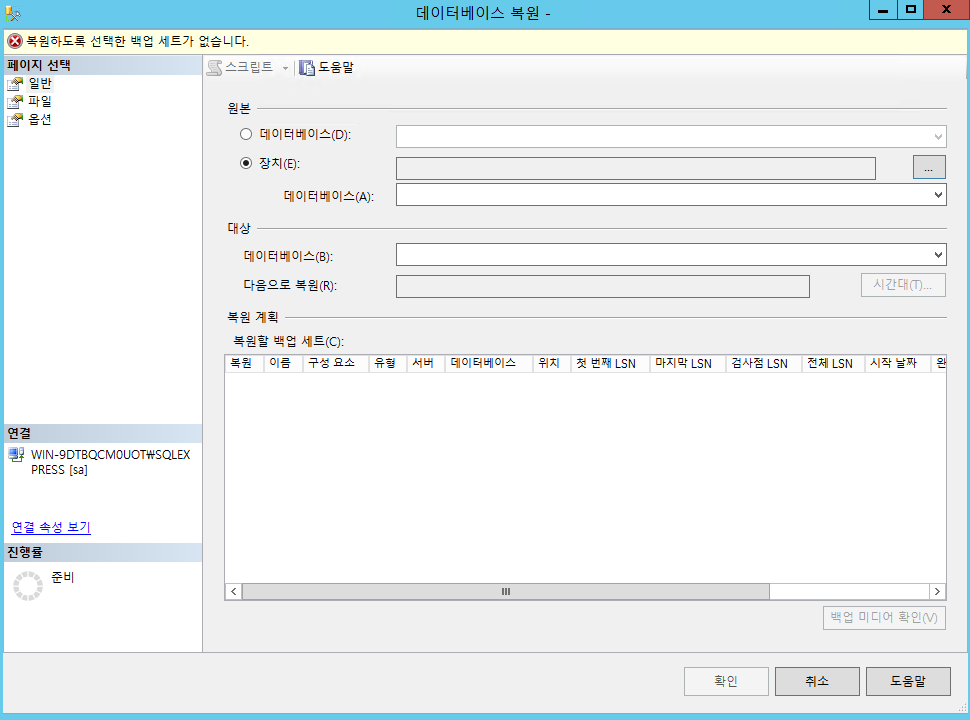 데이터베이스 복원 -
복원하도록 선택한 백업 세트가 없습니다.
페이지 선택
일반
파일
옵션
스크립트
도움말
원본
데이터베이스(D):
장치(E):
...
데이터베이스(A):
대상
데이터베이스(B):
다음으로 복원(R):
시간대(T)...
복원 계획
복원할 백업 세트(C):
복원 이름 구성 요소 유형 서버 데이터베이스 위치 첫 번째 LSN 마지막 LSN 검사점 LSN 전체 LSN 시작 날짜 완
연결
WIN-9DTBQCM0UOT₩SQLEX
PRESS [sa]
연결 속성 보기
진행률
준비
백업 미디어 확인(V)
확인
취소
도움말